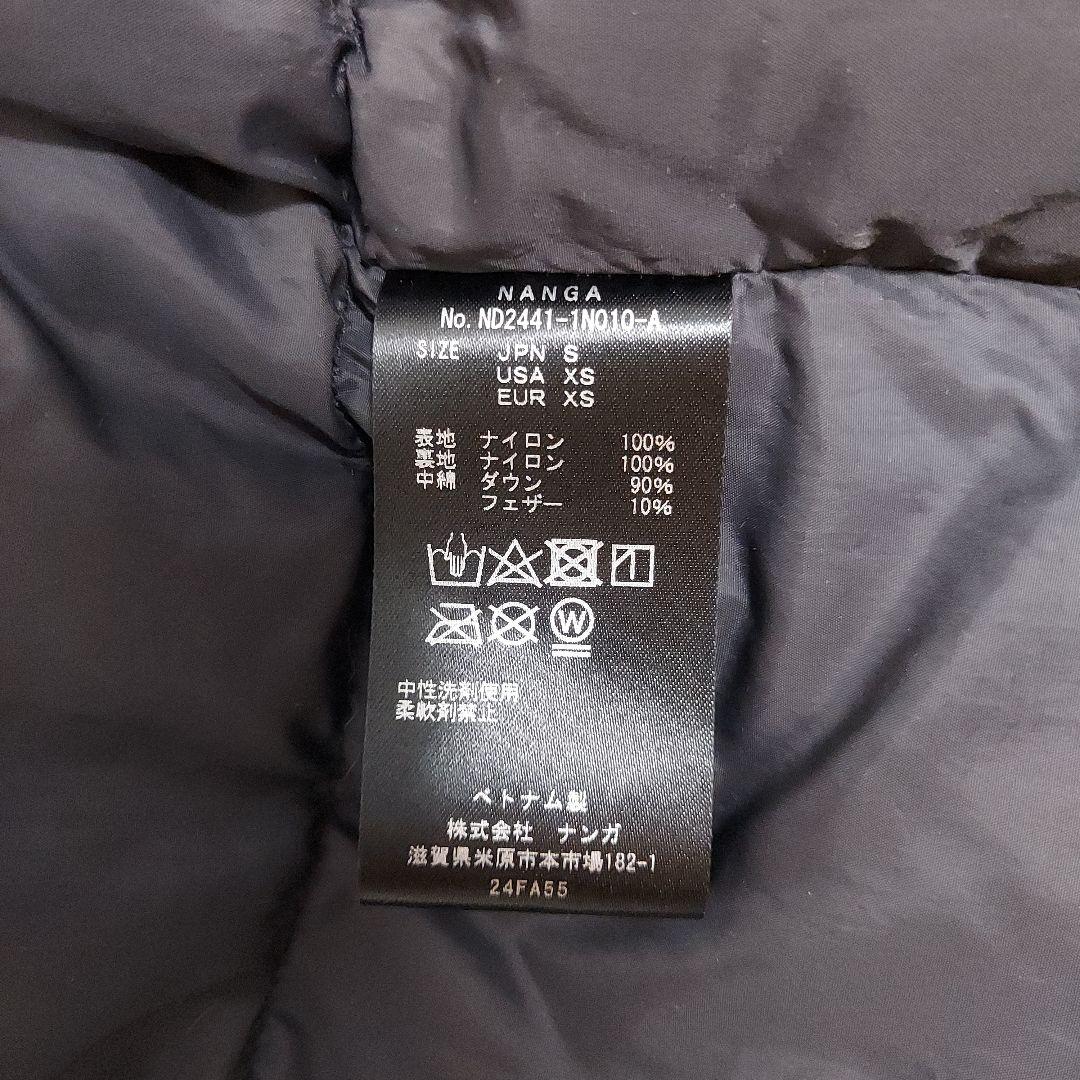 NANGA
No. ND2441-1N010-A
SIZE JPN S
USA XS
EUR XS
表地 ナイロン 100%
裏地 ナイロン 100%
中綿 ダウン 90%
フェザー 10%
W
中性洗剤使用
柔軟剤禁止
ベトナム製
株式会社 ナンガ
滋賀県米原市本市場182-1
24FA55